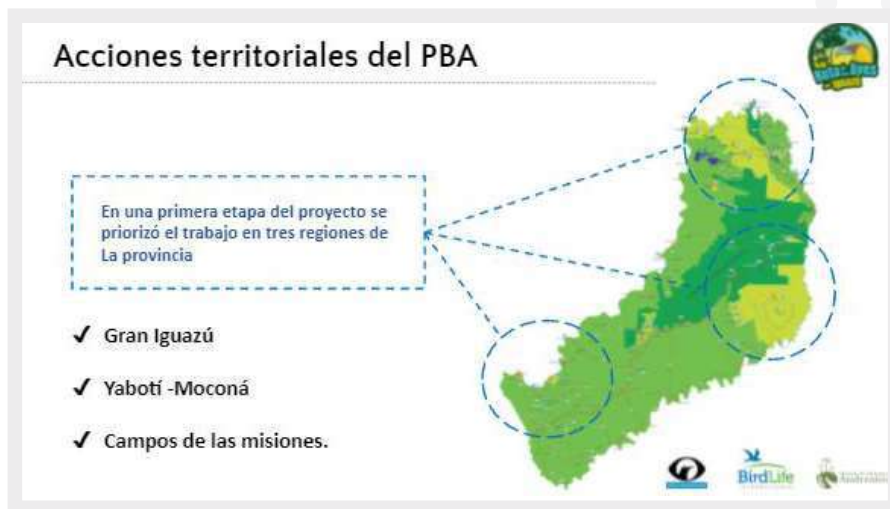 Acciones territoriales del PBA
En una primera etapa del proyecto se
priorizó el trabajo en tres regiones de
La provincia
✓ Gran Iguazú
✓ Yabotí -Moconá
✓ Campos de las misiones.
BirdLife